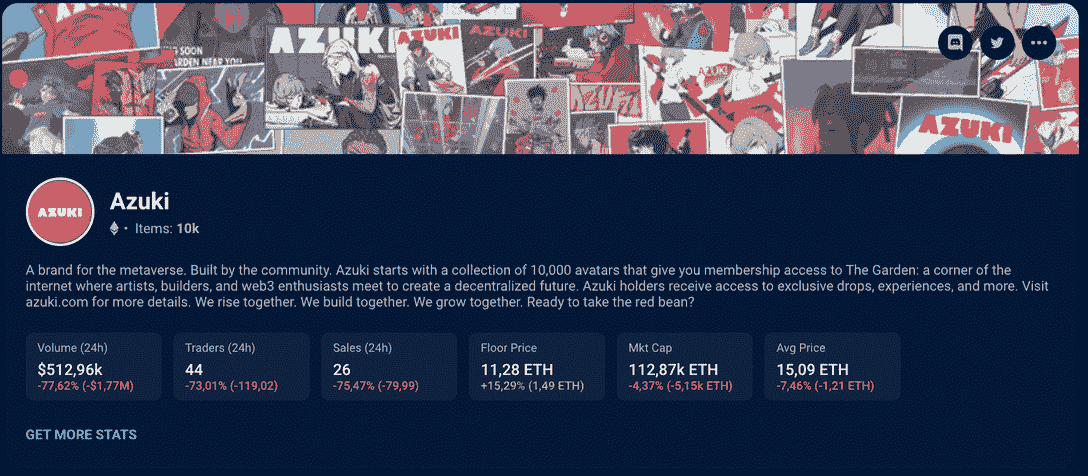 SOON
GARDEN NEAR YOU
AZUKI
AZUKI
AZUKI
AZUKI
AZUKI
AZUKI
AZUKI
Azuki
Items: 10k
A brand for the metaverse. Built by the community. Azuki starts with a collection of 10,000 avatars that give you membership access to The Garden: a corner of the
internet where artists, builders, and web3 enthusiasts meet to create a decentralized future. Azuki holders receive access to exclusive drops, experiences, and more. Visit
azuki.com for more details. We rise together. We build together. We grow together. Ready to take the red bean?
Volume (24h) Traders (24h) Sales (24h) Floor Price Mkt Cap Avg Price
$512,96k 44 26 11,28 ETH 112,87k ETH 15,09 ETH
-77,62% (-$1,77M) -73,01% (-119,02) -75,47% (-79,99) +15,29% (1,49 ETH) -4,37% (-5,15k ETH) -7,46% (-1,21 ETH)
GET MORE STATS